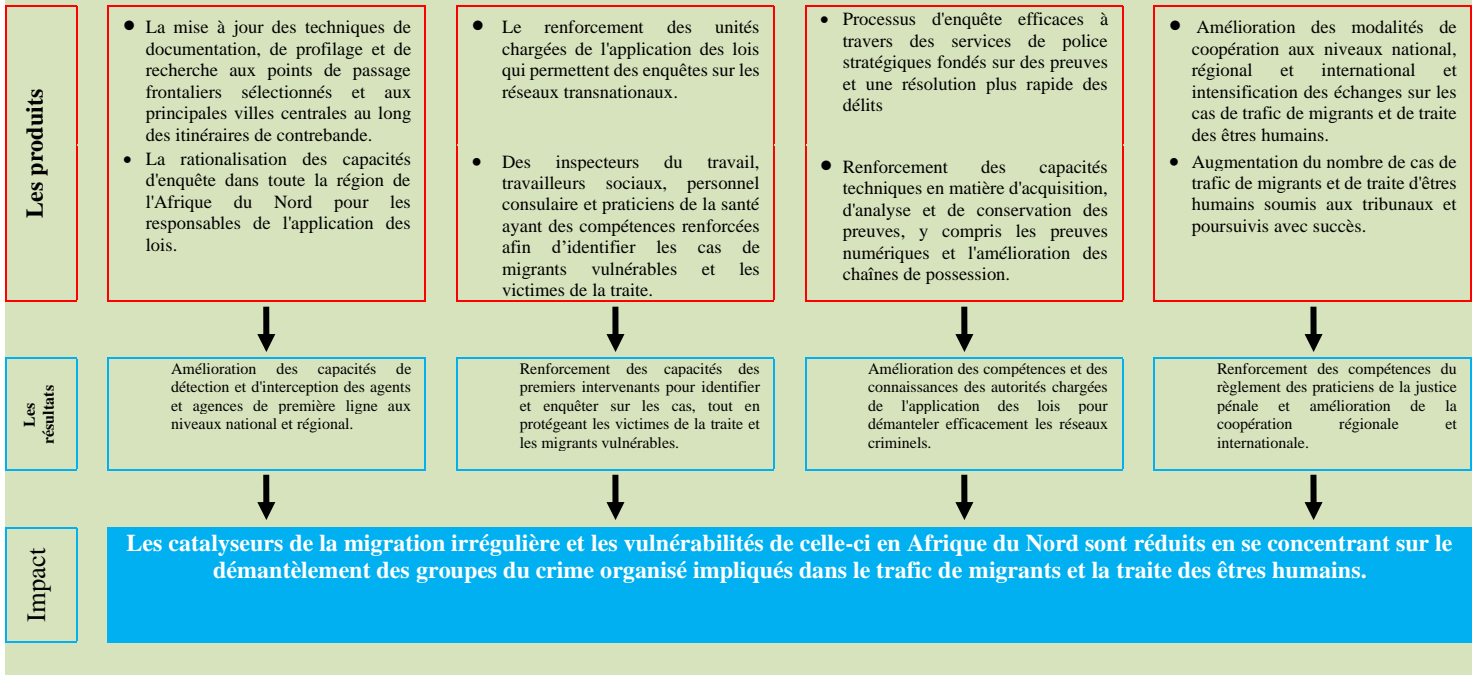 Les produits
● La mise à jour des techniques de
documentation, de profilage et de
recherche aux points de passage
frontaliers sélectionnés et aux
principales villes centrales au long
des itinéraires de contrebande.
• La rationalisation des capacités
d'enquête dans toute la région de
l'Afrique du Nord pour les
responsables de l'application des
lois.
● Le renforcement des unités
chargées de l'application des lois
qui permettent des enquêtes sur les
réseaux transnationaux.
• Des inspecteurs du travail,
travailleurs sociaux, personnel
consulaire et praticiens de la santé
ayant des compétences renforcées
afin d’identifier les cas de
migrants vulnérables et les
victimes de la traite.
• Processus d'enquête efficaces à
travers des services de police
stratégiques fondés sur des preuves
et une résolution plus rapide des
délits
● Renforcement des capacités
techniques en matière d'acquisition,
d'analyse et de conservation des
preuves, y compris les preuves
numériques et l'amélioration des
chaînes de possession.
● Amélioration des modalités de
coopération aux niveaux national,
régional et international et
intensification des échanges sur les
cas de trafic de migrants et de traite
des êtres humains.
• Augmentation du nombre de cas de
trafic de migrants et de traite d'êtres
humains soumis aux tribunaux et
poursuivis avec succès.
Les
résultats
Amélioration des capacités de
détection et d'interception des agents
et agences de première ligne aux
niveaux national et régional.
Renforcement des capacités des
premiers intervenants pour identifier
et enquêter sur les cas, tout en
protégeant les victimes de la traite et
les migrants vulnérables.
Amélioration des compétences et des
connaissances des autorités chargées
de l'application des lois pour
démanteler efficacement les réseaux
criminels.
Renforcement des compétences du
règlement des praticiens de la justice
pénale et amélioration de la
coopération régionale et
internationale.
Impact
Les catalyseurs de la migration irrégulière et les vulnérabilités de celle-ci en Afrique du Nord sont réduits en se concentrant sur le
démantèlement des groupes du crime organisé impliqués dans le trafic de migrants et la traite des êtres humains.